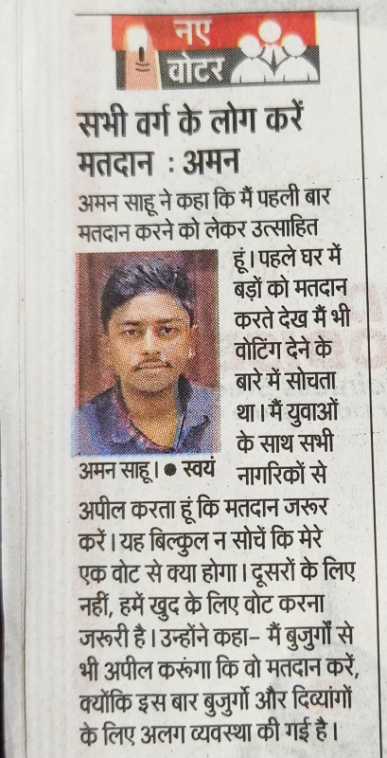 नए
वोटर
सभी वर्ग के लोग करें
मतदान : अमन
अमन साहू ने कहा कि मैं पहली बार
मतदान करने को लेकर उत्साहित
हूं। पहले घर में
बड़ों को मतदान
करते देख मैं भी
वोटिंग देने के
बारे में सोचता
था। मैं युवाओं
के साथ सभी
नागरिकों से
अमन साहू। ● स्वयं
अपील करता हूं कि मतदान जरूर
करें। यह बिल्कुल न सोचें कि मेरे
एक वोट से क्या होगा। दूसरों के लिए
नहीं, हमें खुद के लिए वोट करना
जरूरी है। उन्होंने कहा- मैं बुजुर्गों से
भी अपील करूंगा कि वो मतदान करें,
क्योंकि इस बार बुजुर्गो और दिव्यांगों
के लिए अलग व्यवस्था की गई है।